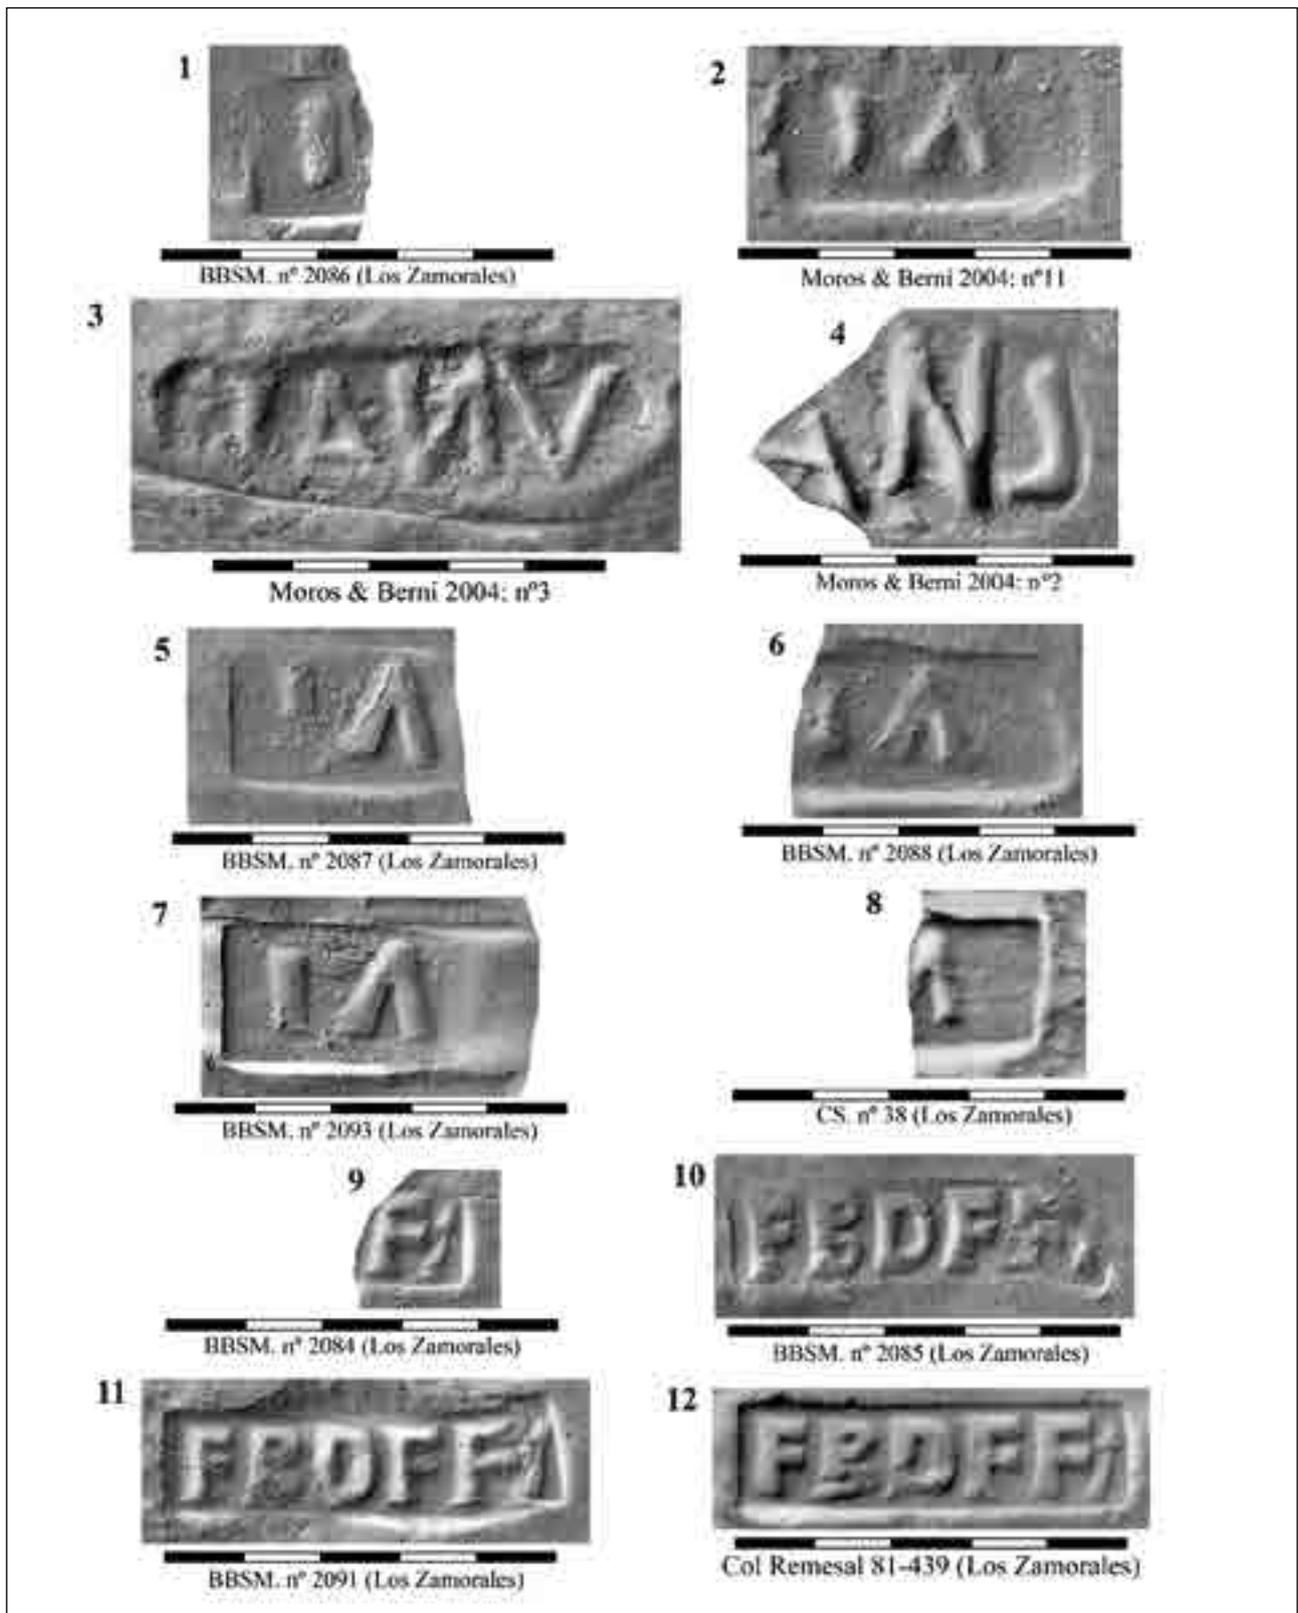 1
2
I
IA
BBSM. nº 2086 (Los Zamorales)
Moros & Berni 2004: nº11
3
4
Moros & Berni 2004: nº3
Moros & Berni 2004: nº2
5
6
IA
BBSM. nº 2087 (Los Zamorales)
BBSM. nº 2088 (Los Zamorales)
7
8
IA
BBSM. nº 2093 (Los Zamorales)
CS. nº 38 (Los Zamorales)
9
10
BBSM. nº 2084 (Los Zamorales)
BBSM. nº 2085 (Los Zamorales)
11
12
BBSM. nº 2091 (Los Zamorales)
Col Remesal 81-439 (Los Zamorales)